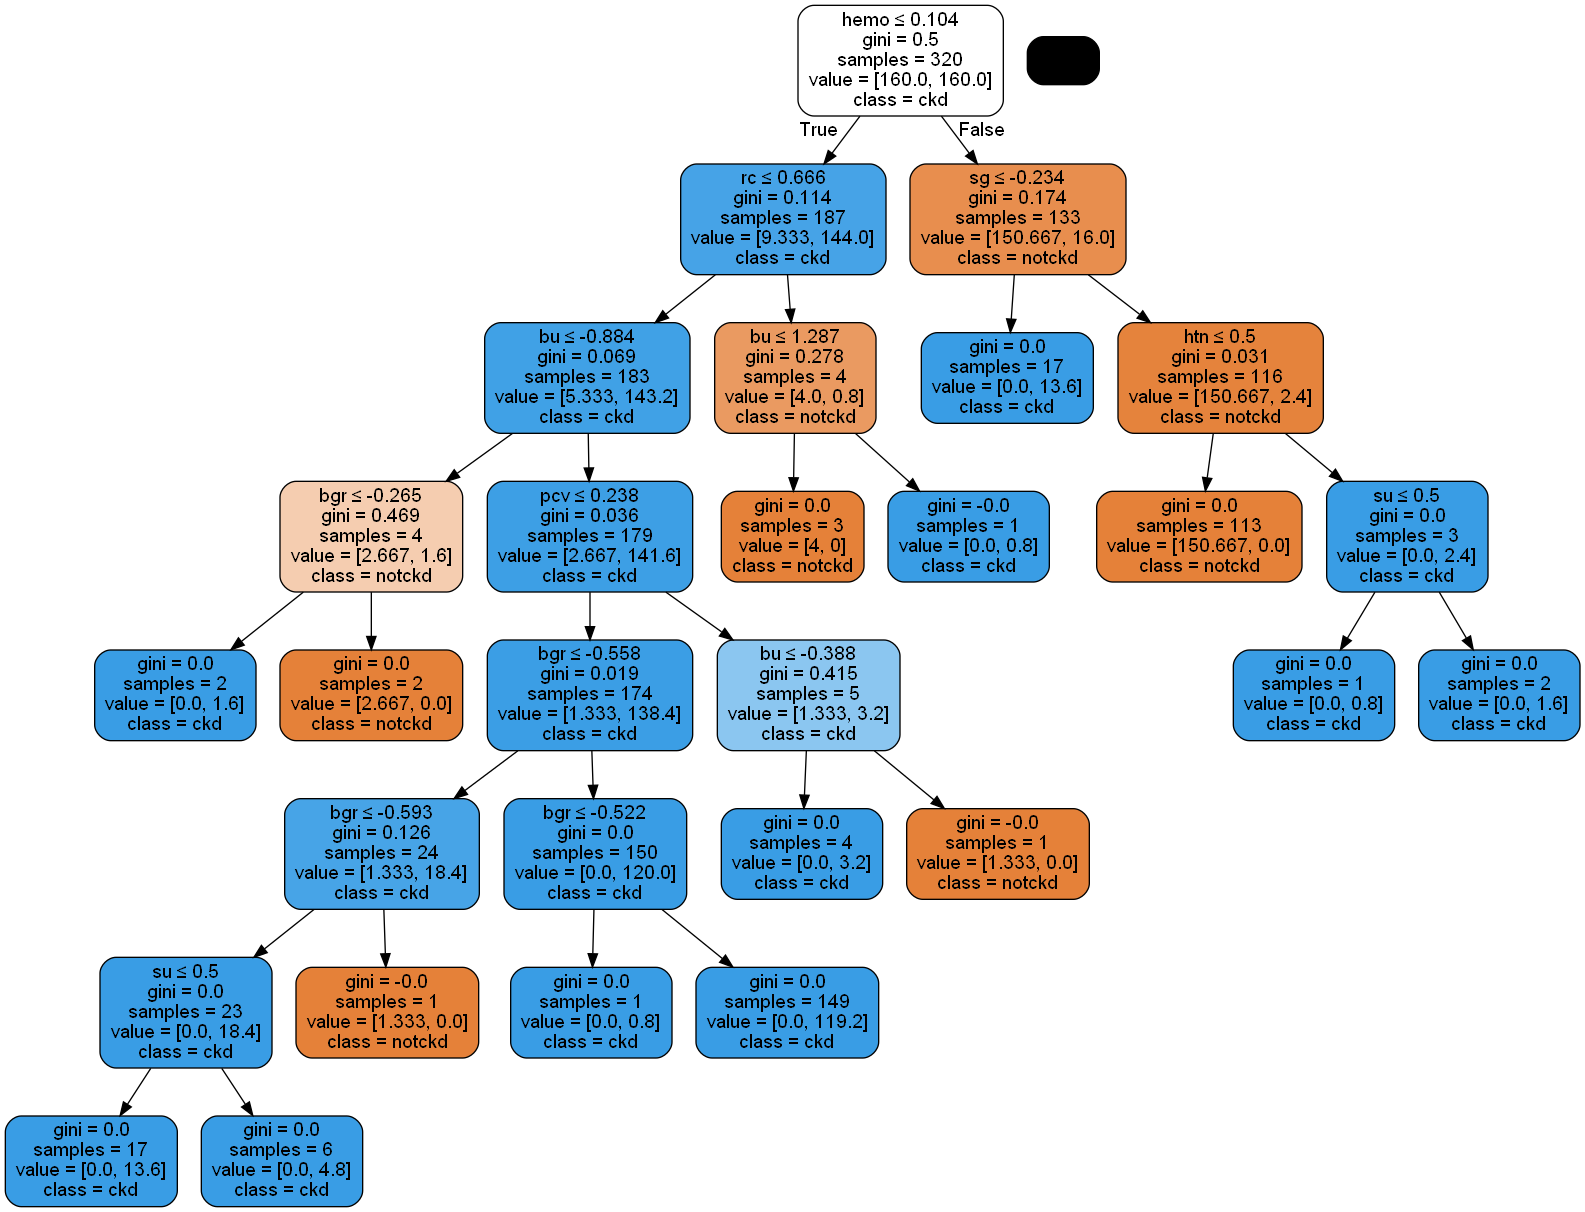 hemo ≤ 0.104
gini = 0.5
samples = 320
value = [160.0, 160.0]
class = ckd
True
False
rc ≤ 0.666
gini = 0.114
samples = 187
value = [9.333, 144.0]
class = ckd
sg ≤ -0.234
gini = 0.174
samples = 133
value = [150.667, 16.0]
class = notckd
bu ≤ -0.884
gini = 0.069
samples = 183
value = [5.333, 143.2]
class = ckd
bu ≤ 1.287
gini = 0.278
samples = 4
value = [4.0, 0.8]
class = notckd
gini = 0.0
samples = 17
value = [0.0, 13.6]
class = ckd
htn ≤ 0.5
gini = 0.031
samples = 116
value = [150.667, 2.4]
class = notckd
bgr ≤ -0.265
gini = 0.469
samples = 4
value = [2.667, 1.6]
class = notckd
pcv ≤ 0.238
gini = 0.036
samples = 179
value = [2.667, 141.6]
class = ckd
gini = 0.0
samples = 3
value = [4, 0]
class = notckd
gini = -0.0
samples = 1
value = [0.0, 0.8]
class = ckd
gini = 0.0
samples = 113
value = [150.667, 0.0]
class = notckd
su ≤ 0.5
gini = 0.0
samples = 3
value = [0.0, 2.4]
class = ckd
gini = 0.0
samples = 2
value = [0.0, 1.6]
class = ckd
gini = 0.0
samples = 2
value = [2.667, 0.0]
class = notckd
bgr ≤ -0.558
gini = 0.019
samples = 174
value = [1.333, 138.4]
class = ckd
bu ≤ -0.388
gini = 0.415
samples = 5
value = [1.333, 3.2]
class = ckd
gini = 0.0
samples = 1
value = [0.0, 0.8]
class = ckd
gini = 0.0
samples = 2
value = [0.0, 1.6]
class = ckd
bgr ≤ -0.593
gini = 0.126
samples = 24
value = [1.333, 18.4]
class = ckd
bgr ≤ -0.522
gini = 0.0
samples = 150
value = [0.0, 120.0]
class = ckd
gini = 0.0
samples = 4
value = [0.0, 3.2]
class = ckd
gini = -0.0
samples = 1
value = [1.333, 0.0]
class = notckd
su ≤ 0.5
gini = 0.0
samples = 23
value = [0.0, 18.4]
class = ckd
gini = -0.0
samples = 1
value = [1.333, 0.0]
class = notckd
gini = 0.0
samples = 1
value = [0.0, 0.8]
class = ckd
gini = 0.0
samples = 149
value = [0.0, 119.2]
class = ckd
gini = 0.0
samples = 17
value = [0.0, 13.6]
class = ckd
gini = 0.0
samples = 6
value = [0.0, 4.8]
class = ckd